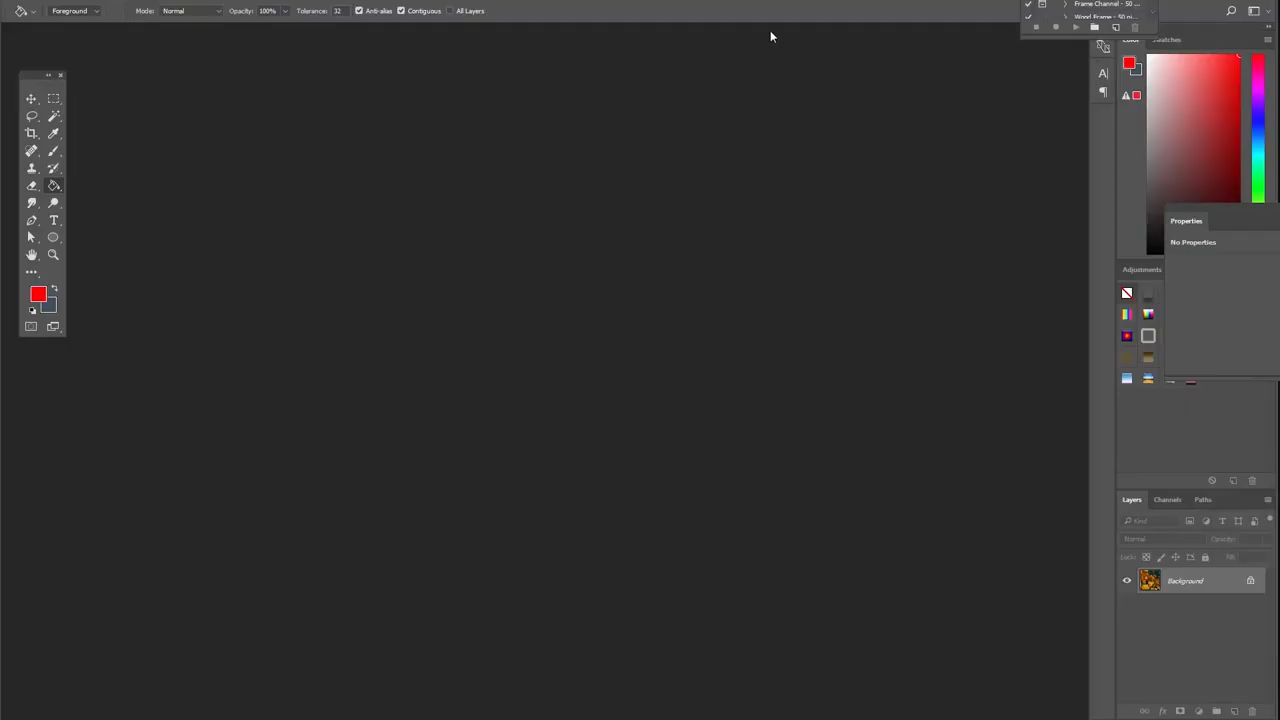 Foreground Mode: Normal Opacity: 100% Tolerance: 32 Anti-alias Contiguous All Layers
Frame Channel - 50 ...
Wood Frame - 50 pi...
Color Swatches
Properties
No Properties
Adjustments
Layers Channels Paths
Kind
Normal Opacity:
Lock: Fill:
Background